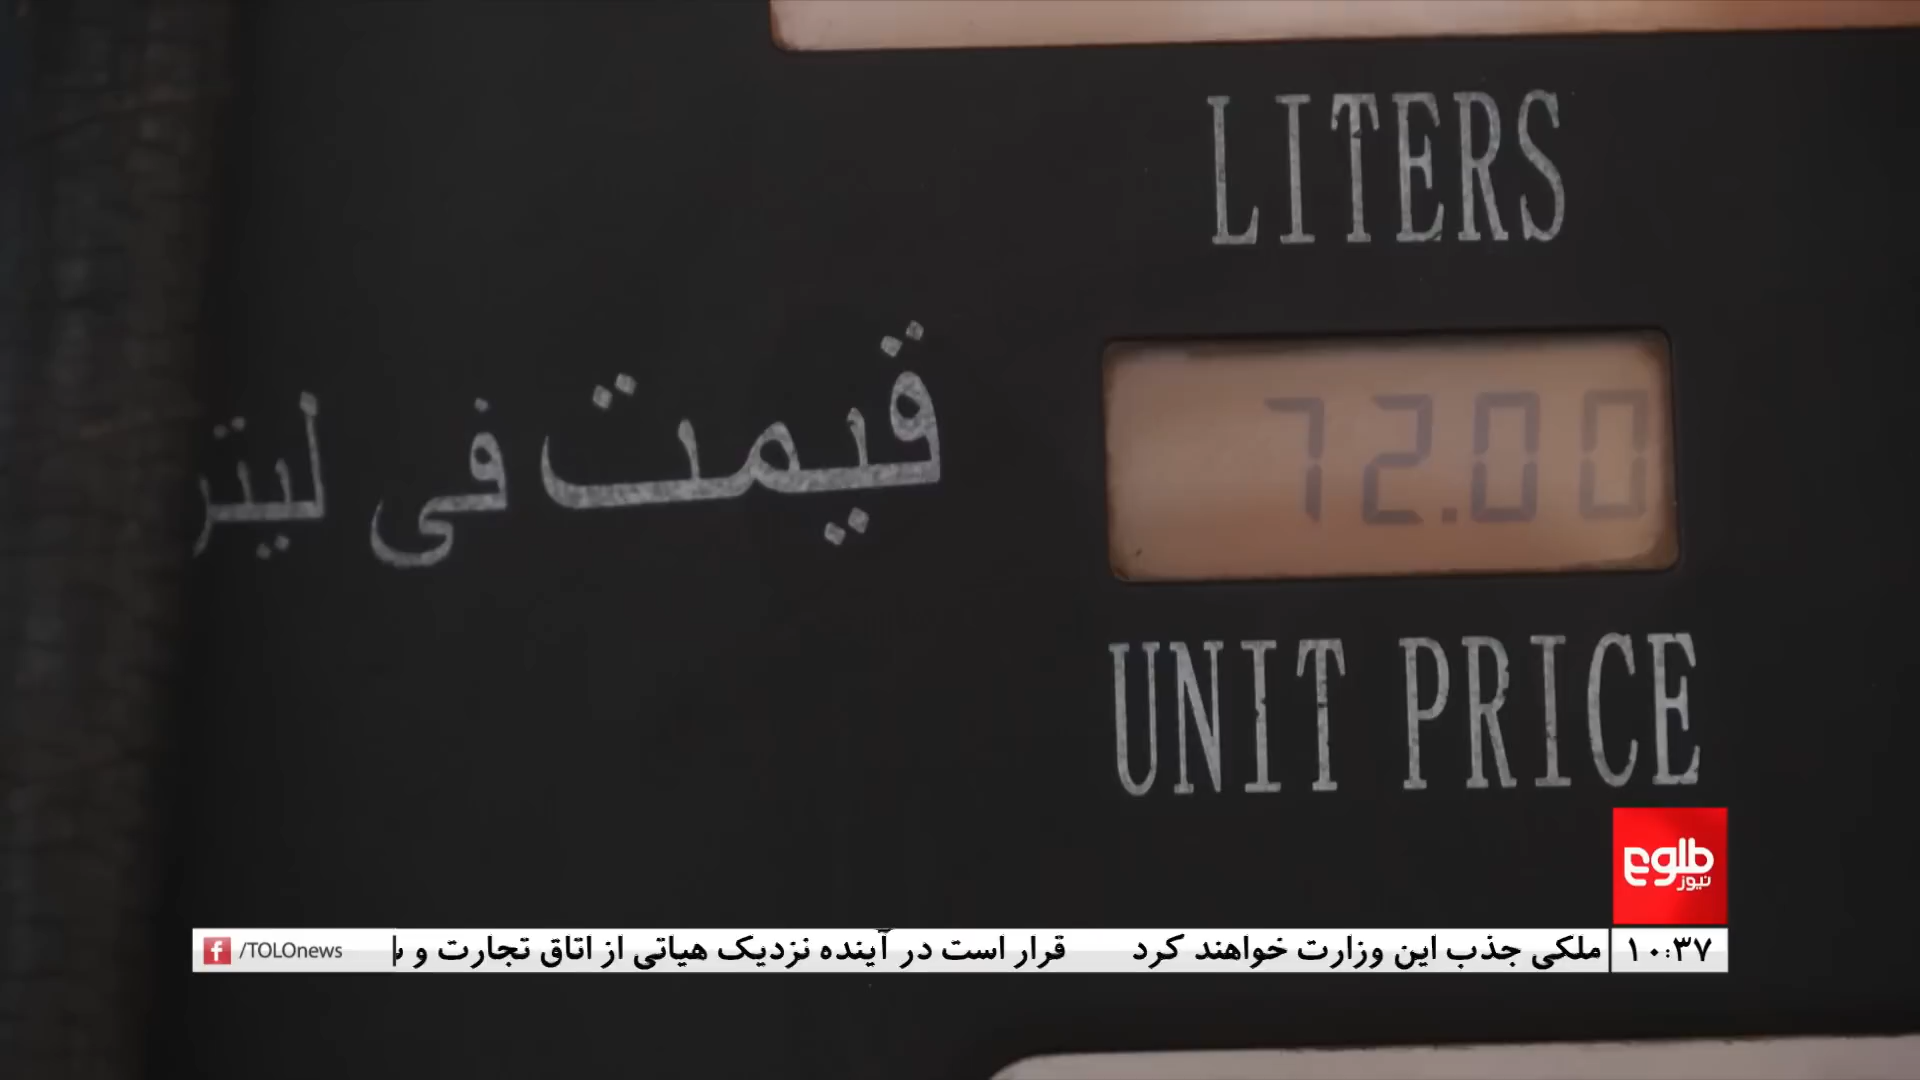 LITERS
قیمت فی لیتر
72.00
UNIT PRICE
طلوع
نیوز
۱۰:۳۷
ملکی جذب این وزارت خواهند کرد
قرار است در آینده نزدیک هیاتی از اتاق تجارت و
/TOLOnews